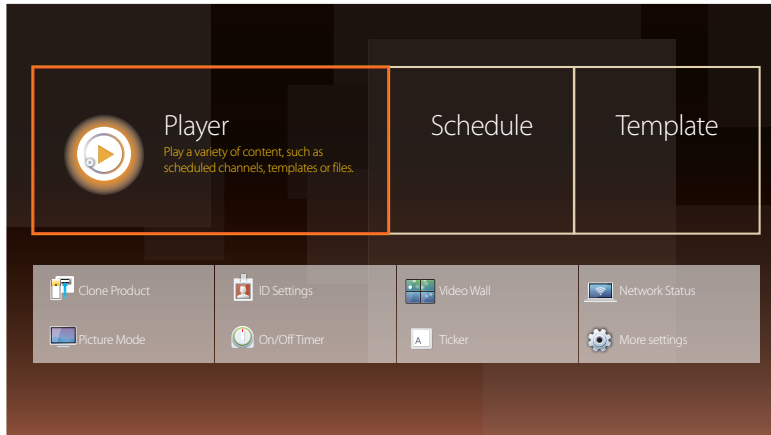 Player
Play a variety of content, such as
scheduled channels, templates or files.
Schedule
Template
Clone Product
ID Settings
Video Wall
Network Status
Picture Mode
On/Off Timer
A
Ticker
More settings